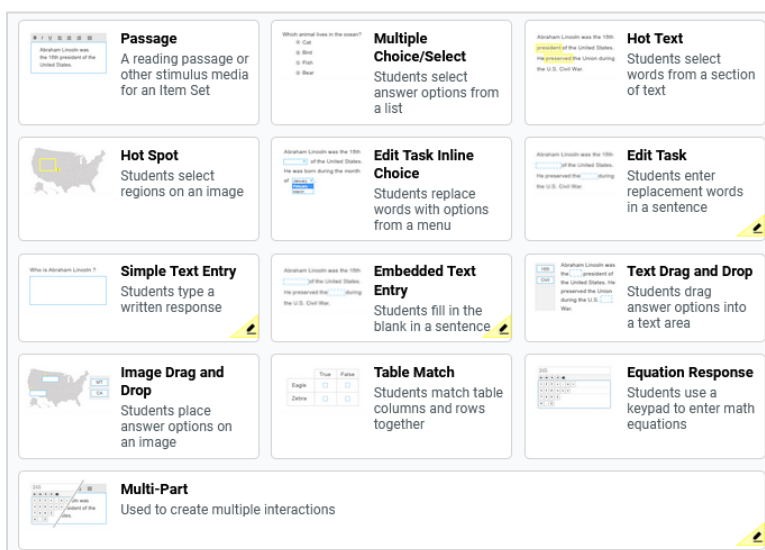 Passage
A reading passage or
other stimulus media
for an Item Set
Abraham Lincoln was
the 16th president of the
United States.
Multiple
Choice/Select
Students select
answer options from
a list
Which animal lives in the ocean?
Cat
Bird
Fish
Bear
Hot Text
Students select
words from a section
of text
Abraham Lincoln was the 16th
president of the United States.
He preserved the Union during
the U.S. Civil War.
Hot Spot
Students select
regions on an image
Edit Task Inline
Choice
Students replace
words with options
from a menu
Abraham Lincoln was the 16th
of the United States.
He was born during the month
of
Edit Task
Students enter
replacement words
in a sentence
Abraham Lincoln was the 16th
of the United States.
He preserved the during
the U.S. Civil War.
Simple Text Entry
Students type a
written response
Who is Abraham Lincoln ?
Embedded Text
Entry
Students fill in the
blank in a sentence
Abraham Lincoln was the 16th
of the United States.
He preserved the during
the U.S. Civil War.
Text Drag and Drop
Students drag
answer options into
a text area
Abraham Lincoln was
the president of
the United States. He
preserved the Union
during the U.S.
War.
16th
Civil
Image Drag and
Drop
Students place
answer options on
an image
MT
CA
Table Match
Students match table
columns and rows
together
True False
Eagle
Zebra
Equation Response
Students use a
keypad to enter math
equations
Multi-Part
Used to create multiple interactions